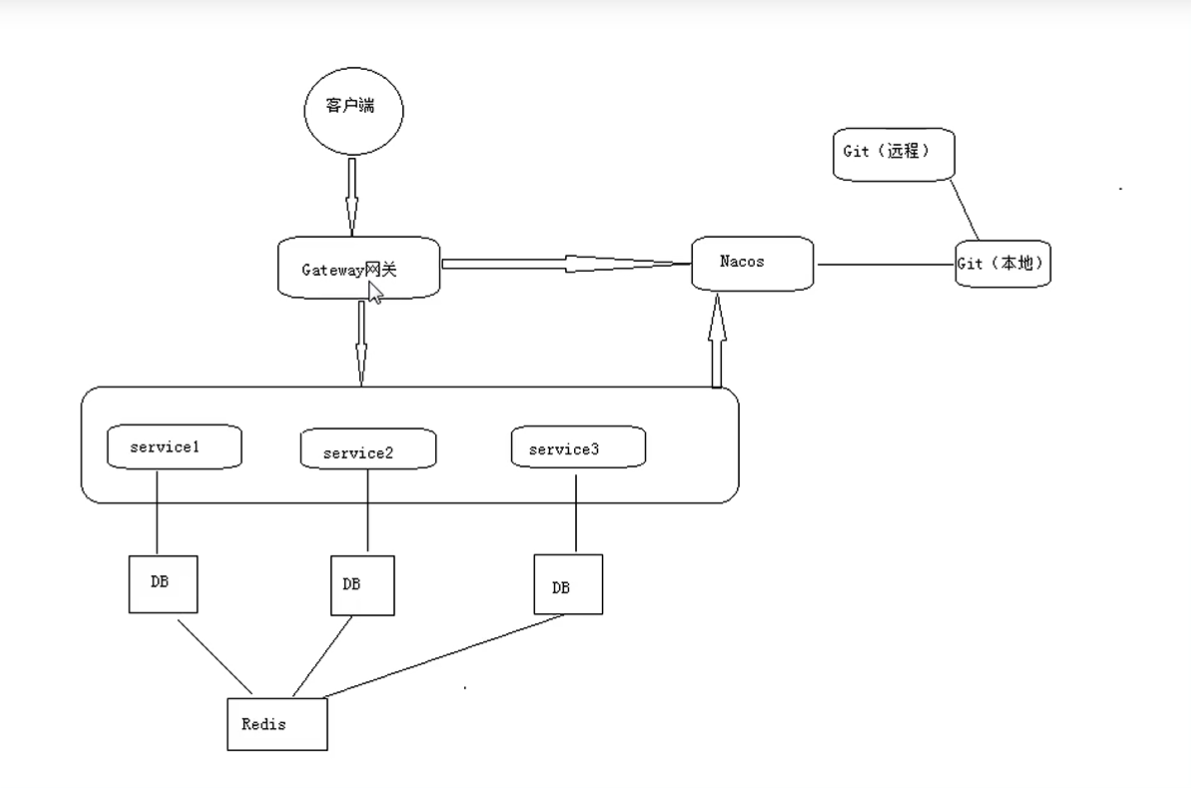 客户端
Git（远程）
Gateway网关
Nacos
Git（本地）
service1
service2
service3
DB
DB
DB
Redis